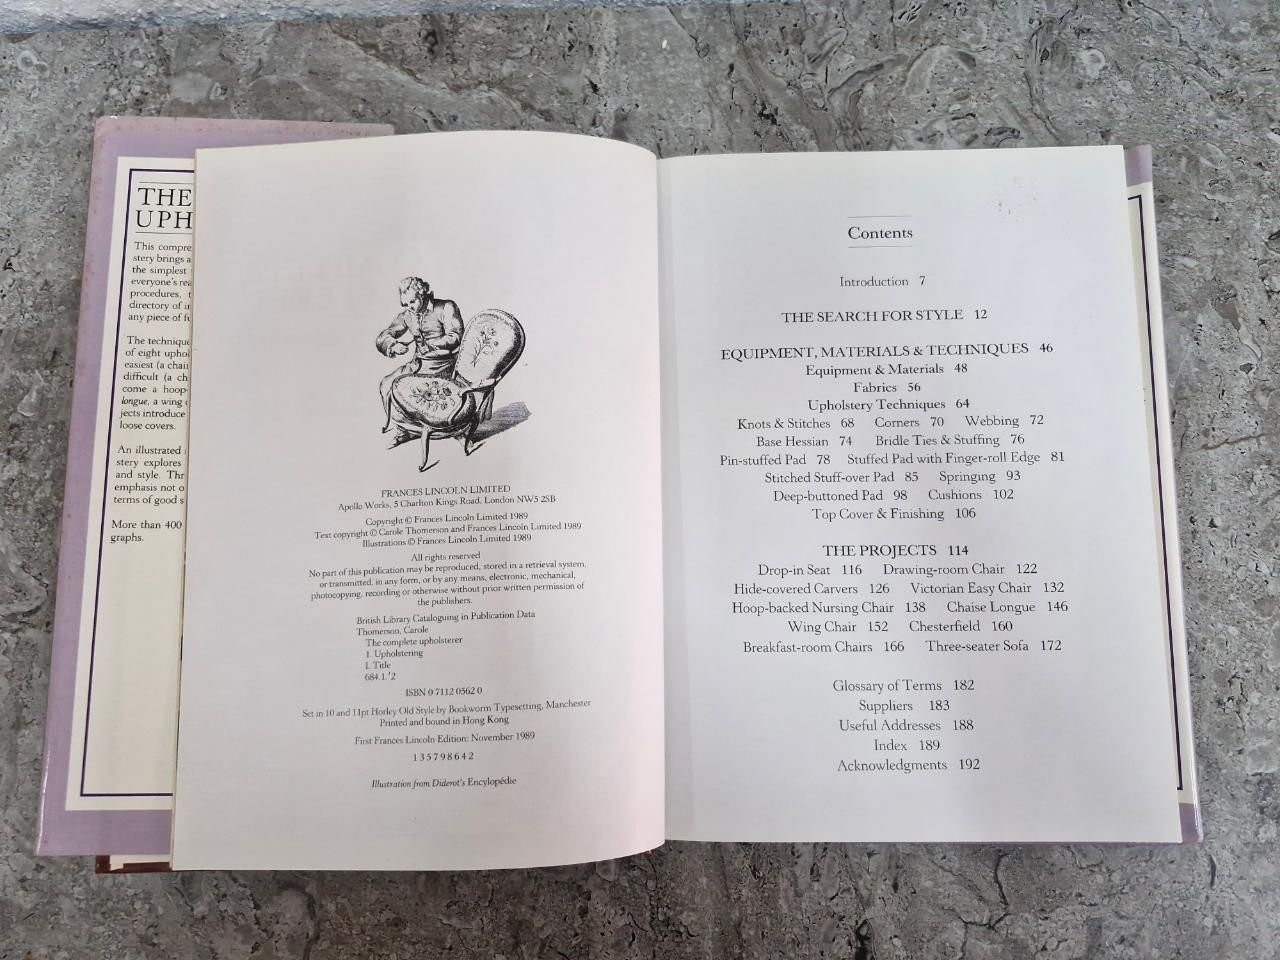 THE
UPH
This compre
stery brings a
the simplest
everyone's rea
procedures, t
directory of in
any piece of fu
The technique
of eight uphol
easiest (a chai
difficult (a ch
come a hoop-
longue, a wing c
jects introduce
loose covers.
An illustrated
stery explores
and style. Thr
emphasis not o
terms of good s
More than 400
graphs.
FRANCES LINCOLN LIMITED
Apollo Works, 5 Charlton Kings Road, London NW5 2SB
Copyright © Frances Lincoln Limited 1989
Text copyright © Carole Thomerson and Frances Lincoln Limited 1989
Illustrations © Frances Lincoln Limited 1989
All rights reserved
No part of this publication may be reproduced, stored in a retrieval system,
or transmitted, in any form, or by any means, electronic, mechanical,
photocopying, recording or otherwise without prior written permission of
the publishers.
British Library Cataloguing in Publication Data
Thomerson, Carole
The complete upholsterer
1. Upholstering
I. Title
684.1.'2
ISBN 0 7112 0562 0
Set in 10 and 11pt Horley Old Style by Bookworm Typesetting, Manchester
Printed and bound in Hong Kong
First Frances Lincoln Edition: November 1989
1 3 5 7 9 8 6 4 2
Illustration from Diderot's Encylopédie
Contents
Introduction 7
THE SEARCH FOR STYLE 12
EQUIPMENT, MATERIALS & TECHNIQUES 46
Equipment & Materials 48
Fabrics 56
Upholstery Techniques 64
Knots & Stitches 68 Corners 70 Webbing 72
Base Hessian 74 Bridle Ties & Stuffing 76
Pin-stuffed Pad 78 Stuffed Pad with Finger-roll Edge 81
Stitched Stuff-over Pad 85 Springing 93
Deep-buttoned Pad 98 Cushions 102
Top Cover & Finishing 106
THE PROJECTS 114
Drop-in Seat 116 Drawing-room Chair 122
Hide-covered Carvers 126 Victorian Easy Chair 132
Hoop-backed Nursing Chair 138 Chaise Longue 146
Wing Chair 152 Chesterfield 160
Breakfast-room Chairs 166 Three-seater Sofa 172
Glossary of Terms 182
Suppliers 183
Useful Addresses 188
Index 189
Acknowledgments 192